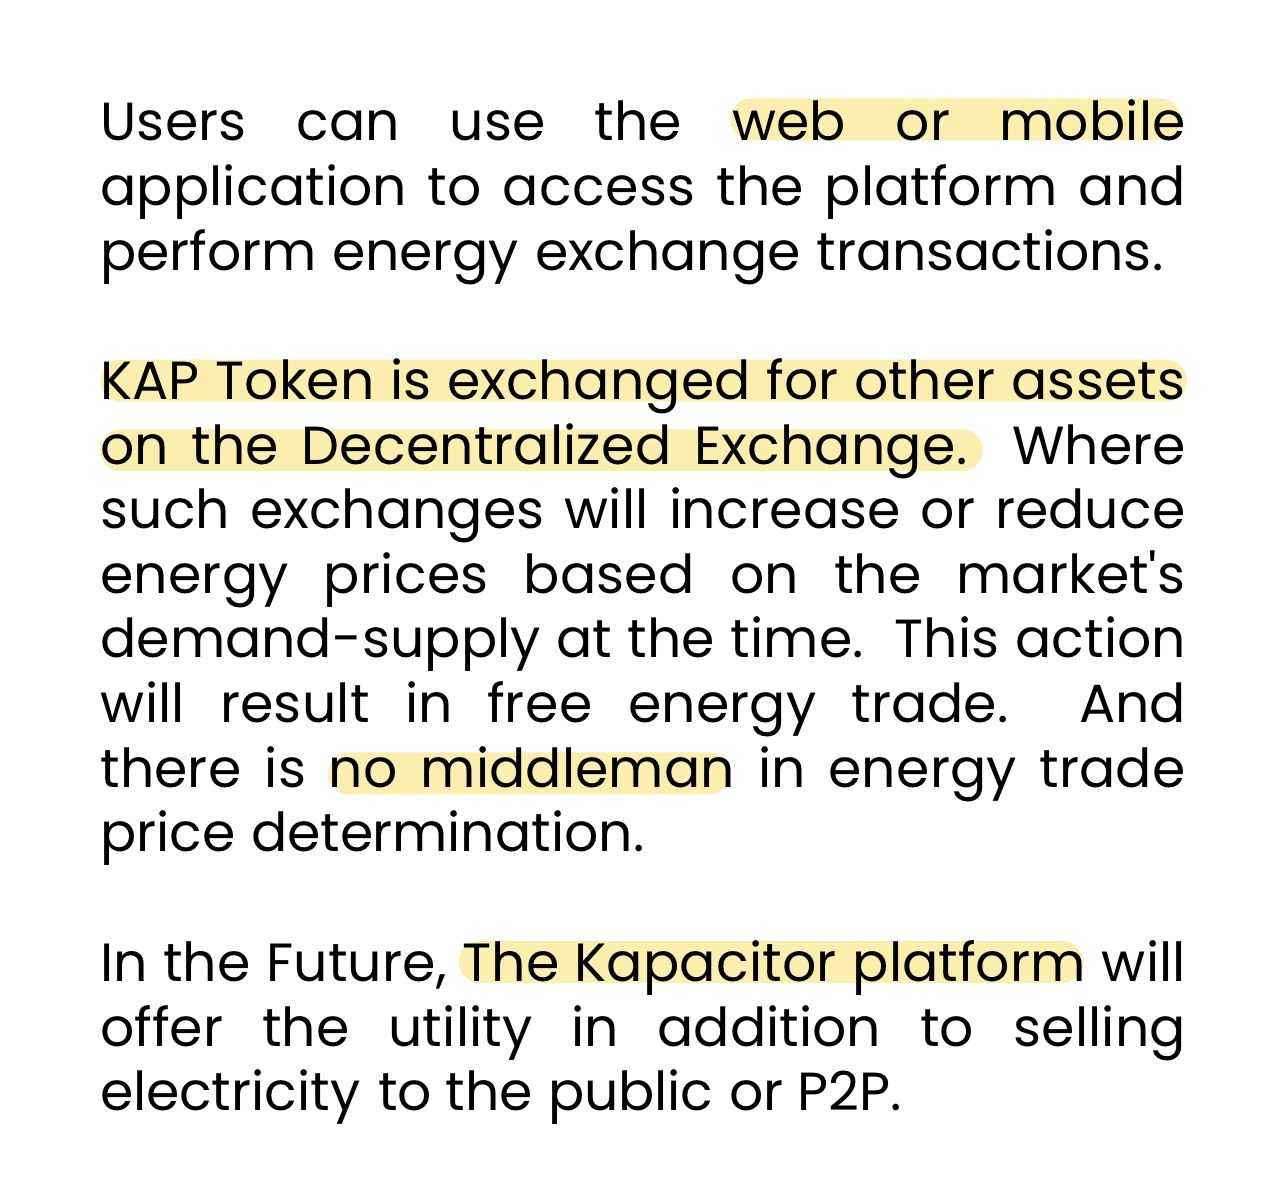 Users can use the web or mobile
application to access the platform and
perform energy exchange transactions.
KAP Token is exchanged for other assets
on the Decentralized Exchange. Where
such exchanges will increase or reduce
energy prices based on the market's
demand-supply at the time. This action
will result in free energy trade. And
there is no middleman in energy trade
price determination.
In the Future, The Kapacitor platform will
offer the utility in addition to selling
electricity to the public or P2P.